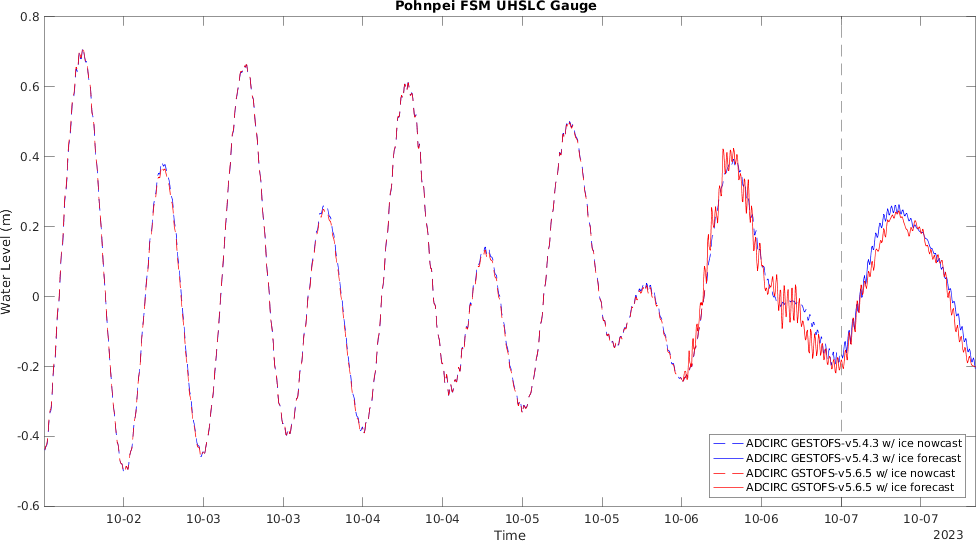 Pohnpei FSM UHSLC Gauge
0.8
0.6
0.4
0.2
0
-0.2
-0.4
-0.6
Water Level (m)
ADCIRC GESTOFS-v5.4.3 w/ ice nowcast
ADCIRC GESTOFS-v5.4.3 w/ ice forecast
ADCIRC GSTOFS-v5.6.5 w/ ice nowcast
ADCIRC GSTOFS-v5.6.5 w/ ice forecast
10-02 10-03 10-03 10-04 10-04 10-05 10-05 10-06 10-06 10-07 10-07
Time
2023